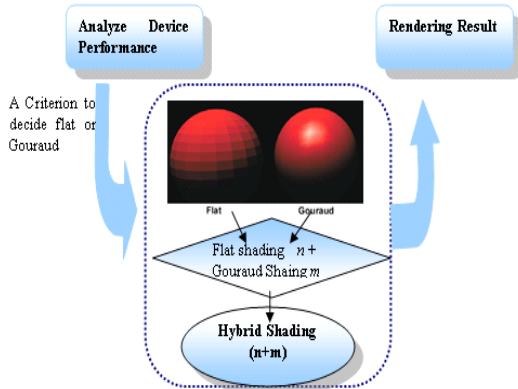 Analyze Device
Performance
Rendering Result
A Criterion to
decide flat or
Gouraud
Flat
Gouraud
Flat shading n +
Gouraud Shaing m
Hybrid Shading
(n+m)